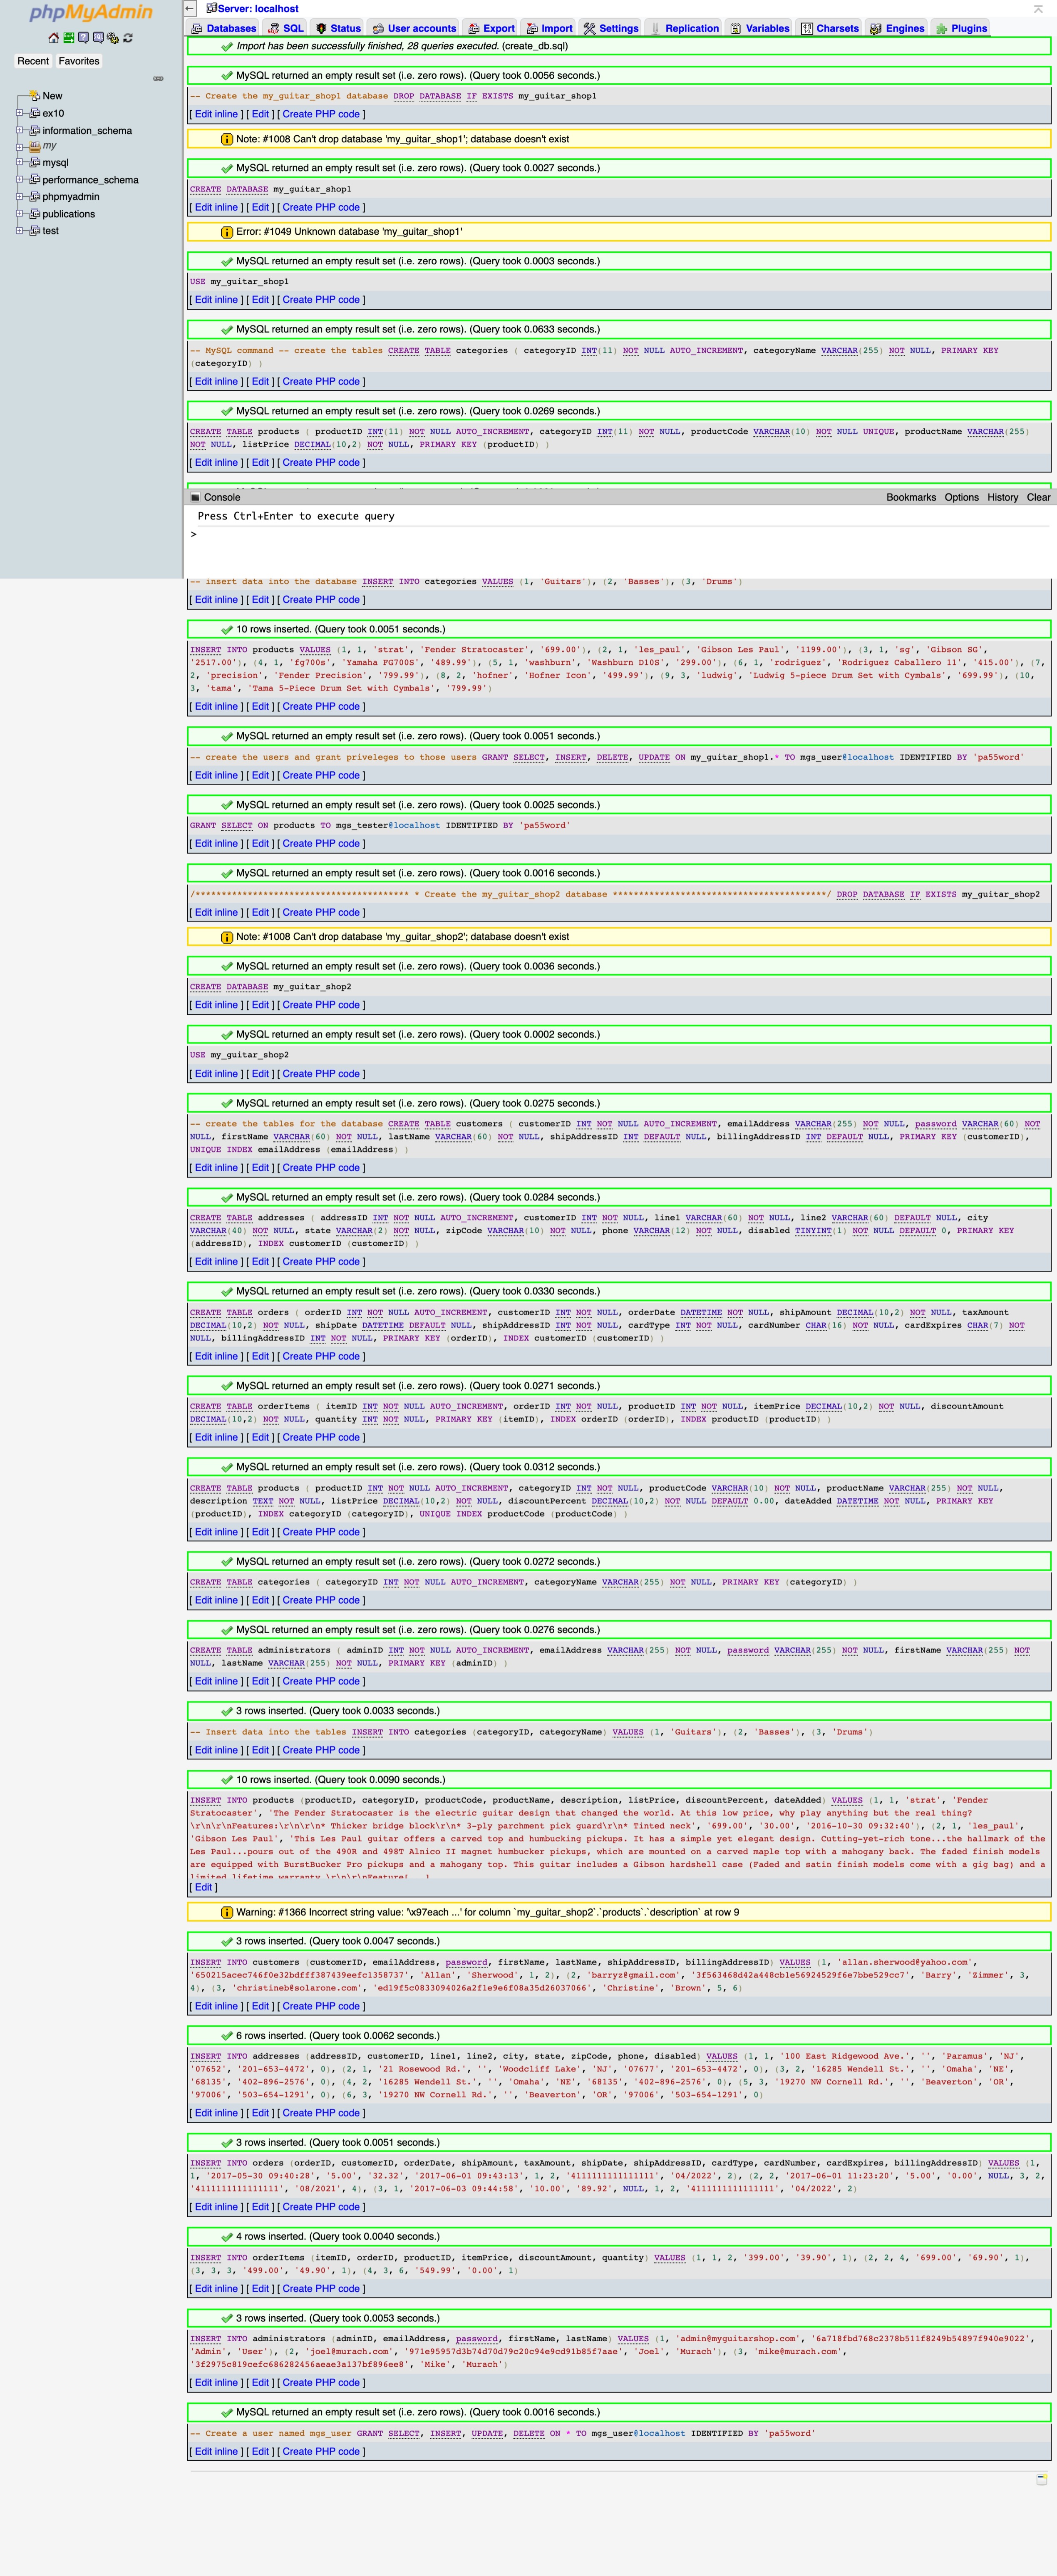 phpMyAdmin
Recent Favorites
New
ex10
information_schema
my
mysql
performance_schema
phpmyadmin
publications
test
Server: localhost
Databases SQL Status User accounts Export Import Settings Replication Variables Charsets Engines Plugins
Import has been successfully finished, 28 queries executed. (create_db.sql)
MySQL returned an empty result set (i.e. zero rows). (Query took 0.0056 seconds.)
-- Create the my_guitar_shop1 database DROP DATABASE IF EXISTS my_guitar_shop1
[ Edit inline ] [ Edit ] [ Create PHP code ]
Note: #1008 Can't drop database 'my_guitar_shop1'; database doesn't exist
MySQL returned an empty result set (i.e. zero rows). (Query took 0.0027 seconds.)
CREATE DATABASE my_guitar_shop1
[ Edit inline ] [ Edit ] [ Create PHP code ]
Error: #1049 Unknown database 'my_guitar_shop1'
MySQL returned an empty result set (i.e. zero rows). (Query took 0.0003 seconds.)
USE my_guitar_shop1
[ Edit inline ] [ Edit ] [ Create PHP code ]
MySQL returned an empty result set (i.e. zero rows). (Query took 0.0633 seconds.)
-- MySQL command -- create the tables CREATE TABLE categories ( categoryID INT(11) NOT NULL AUTO_INCREMENT, categoryName VARCHAR(255) NOT NULL, PRIMARY KEY
(categoryID) )
[ Edit inline ] [ Edit ] [ Create PHP code ]
MySQL returned an empty result set (i.e. zero rows). (Query took 0.0269 seconds.)
CREATE TABLE products ( productID INT(11) NOT NULL AUTO_INCREMENT, categoryID INT(11) NOT NULL, productCode VARCHAR(10) NOT NULL UNIQUE, productName VARCHAR(255)
NOT NULL, listPrice DECIMAL(10,2) NOT NULL, PRIMARY KEY (productID) )
[ Edit inline ] [ Edit ] [ Create PHP code ]
Console Bookmarks Options History Clear
Press Ctrl+Enter to execute query
>
-- insert data into the database INSERT INTO categories VALUES (1, 'Guitars'), (2, 'Basses'), (3, 'Drums')
[ Edit inline ] [ Edit ] [ Create PHP code ]
10 rows inserted. (Query took 0.0051 seconds.)
INSERT INTO products VALUES (1, 1, 'strat', 'Fender Stratocaster', '699.00'), (2, 1, 'les_paul', 'Gibson Les Paul', '1199.00'), (3, 1, 'sg', 'Gibson SG',
'2517.00'), (4, 1, 'fg700s', 'Yamaha FG700S', '489.99'), (5, 1, 'washburn', 'Washburn D10S', '299.00'), (6, 1, 'rodriguez', 'Rodriguez Caballero 11', '415.00'), (7,
2, 'precision', 'Fender Precision', '799.99'), (8, 2, 'hofner', 'Hofner Icon', '499.99'), (9, 3, 'ludwig', 'Ludwig 5-piece Drum Set with Cymbals', '699.99'), (10,
3, 'tama', 'Tama 5-Piece Drum Set with Cymbals', '799.99')
[ Edit inline ] [ Edit ] [ Create PHP code ]
MySQL returned an empty result set (i.e. zero rows). (Query took 0.0051 seconds.)
-- create the users and grant priveleges to those users GRANT SELECT, INSERT, DELETE, UPDATE ON my_guitar_shop1.* TO mgs_user@localhost IDENTIFIED BY 'pa55word'
[ Edit inline ] [ Edit ] [ Create PHP code ]
MySQL returned an empty result set (i.e. zero rows). (Query took 0.0025 seconds.)
GRANT SELECT ON products TO mgs_tester@localhost IDENTIFIED BY 'pa55word'
[ Edit inline ] [ Edit ] [ Create PHP code ]
MySQL returned an empty result set (i.e. zero rows). (Query took 0.0016 seconds.)
/***************************************** * Create the my_guitar_shop2 database *****************************************/ DROP DATABASE IF EXISTS my_guitar_shop2
[ Edit inline ] [ Edit ] [ Create PHP code ]
Note: #1008 Can't drop database 'my_guitar_shop2'; database doesn't exist
MySQL returned an empty result set (i.e. zero rows). (Query took 0.0036 seconds.)
CREATE DATABASE my_guitar_shop2
[ Edit inline ] [ Edit ] [ Create PHP code ]
MySQL returned an empty result set (i.e. zero rows). (Query took 0.0002 seconds.)
USE my_guitar_shop2
[ Edit inline ] [ Edit ] [ Create PHP code ]
MySQL returned an empty result set (i.e. zero rows). (Query took 0.0275 seconds.)
-- create the tables for the database CREATE TABLE customers ( customerID INT NOT NULL AUTO_INCREMENT, emailAddress VARCHAR(255) NOT NULL, password VARCHAR(60) NOT
NULL, firstName VARCHAR(60) NOT NULL, lastName VARCHAR(60) NOT NULL, shipAddressID INT DEFAULT NULL, billingAddressID INT DEFAULT NULL, PRIMARY KEY (customerID),
UNIQUE INDEX emailAddress (emailAddress) )
[ Edit inline ] [ Edit ] [ Create PHP code ]
MySQL returned an empty result set (i.e. zero rows). (Query took 0.0284 seconds.)
CREATE TABLE addresses ( addressID INT NOT NULL AUTO_INCREMENT, customerID INT NOT NULL, line1 VARCHAR(60) NOT NULL, line2 VARCHAR(60) DEFAULT NULL, city
VARCHAR(40) NOT NULL, state VARCHAR(2) NOT NULL, zipCode VARCHAR(10) NOT NULL, phone VARCHAR(12) NOT NULL, disabled TINYINT(1) NOT NULL DEFAULT 0, PRIMARY KEY
(addressID), INDEX customerID (customerID) )
[ Edit inline ] [ Edit ] [ Create PHP code ]
MySQL returned an empty result set (i.e. zero rows). (Query took 0.0330 seconds.)
CREATE TABLE orders ( orderID INT NOT NULL AUTO_INCREMENT, customerID INT NOT NULL, orderDate DATETIME NOT NULL, shipAmount DECIMAL(10,2) NOT NULL, taxAmount
DECIMAL(10,2) NOT NULL, shipDate DATETIME DEFAULT NULL, shipAddressID INT NOT NULL, cardType INT NOT NULL, cardNumber CHAR(16) NOT NULL, cardExpires CHAR(7) NOT
NULL, billingAddressID INT NOT NULL, PRIMARY KEY (orderID), INDEX customerID (customerID) )
[ Edit inline ] [ Edit ] [ Create PHP code ]
MySQL returned an empty result set (i.e. zero rows). (Query took 0.0271 seconds.)
CREATE TABLE orderItems ( itemID INT NOT NULL AUTO_INCREMENT, orderID INT NOT NULL, productID INT NOT NULL, itemPrice DECIMAL(10,2) NOT NULL, discountAmount
DECIMAL(10,2) NOT NULL, quantity INT NOT NULL, PRIMARY KEY (itemID), INDEX orderID (orderID), INDEX productID (productID) )
[ Edit inline ] [ Edit ] [ Create PHP code ]
MySQL returned an empty result set (i.e. zero rows). (Query took 0.0312 seconds.)
CREATE TABLE products ( productID INT NOT NULL AUTO_INCREMENT, categoryID INT NOT NULL, productCode VARCHAR(10) NOT NULL, productName VARCHAR(255) NOT NULL,
description TEXT NOT NULL, listPrice DECIMAL(10,2) NOT NULL, discountPercent DECIMAL(10,2) NOT NULL DEFAULT 0.00, dateAdded DATETIME NOT NULL, PRIMARY KEY
(productID), INDEX categoryID (categoryID), UNIQUE INDEX productCode (productCode) )
[ Edit inline ] [ Edit ] [ Create PHP code ]
MySQL returned an empty result set (i.e. zero rows). (Query took 0.0272 seconds.)
CREATE TABLE categories ( categoryID INT NOT NULL AUTO_INCREMENT, categoryName VARCHAR(255) NOT NULL, PRIMARY KEY (categoryID) )
[ Edit inline ] [ Edit ] [ Create PHP code ]
MySQL returned an empty result set (i.e. zero rows). (Query took 0.0276 seconds.)
CREATE TABLE administrators ( adminID INT NOT NULL AUTO_INCREMENT, emailAddress VARCHAR(255) NOT NULL, password VARCHAR(255) NOT NULL, firstName VARCHAR(255) NOT
NULL, lastName VARCHAR(255) NOT NULL, PRIMARY KEY (adminID) )
[ Edit inline ] [ Edit ] [ Create PHP code ]
3 rows inserted. (Query took 0.0033 seconds.)
-- Insert data into the tables INSERT INTO categories (categoryID, categoryName) VALUES (1, 'Guitars'), (2, 'Basses'), (3, 'Drums')
[ Edit inline ] [ Edit ] [ Create PHP code ]
10 rows inserted. (Query took 0.0090 seconds.)
INSERT INTO products (productID, categoryID, productCode, productName, description, listPrice, discountPercent, dateAdded) VALUES (1, 1, 'strat', 'Fender
Stratocaster', 'The Fender Stratocaster is the electric guitar design that changed the world. At this low price, why play anything but the real thing?
\r\n\r\nFeatures:\r\n\r\n* Thicker bridge block\r\n* 3-ply parchment pick guard\r\n* Tinted neck', '699.00', '30.00', '2016-10-30 09:32:40'), (2, 1, 'les_paul',
'Gibson Les Paul', 'This Les Paul guitar offers a carved top and humbucking pickups. It has a simple yet elegant design. Cutting-yet-rich tone...the hallmark of the
Les Paul...pours out of the 490R and 498T Alnico II magnet humbucker pickups, which are mounted on a carved maple top with a mahogany back. The faded finish models
are equipped with BurstBucker Pro pickups and a mahogany top. This guitar includes a Gibson hardshell case (Faded and satin finish models come with a gig bag) and a
limited lifetime warranty.\r\n\r\nFeature[...]
[ Edit ]
Warning: #1366 Incorrect string value: '\x97each ...' for column `my_guitar_shop2`.`products`.`description` at row 9
3 rows inserted. (Query took 0.0047 seconds.)
INSERT INTO customers (customerID, emailAddress, password, firstName, lastName, shipAddressID, billingAddressID) VALUES (1, 'allan.sherwood@yahoo.com',
'650215acec746f0e32bdfff387439eefc1358737', 'Allan', 'Sherwood', 1, 2), (2, 'barryz@gmail.com', '3f563468d42a448cb1e56924529f6e7bbe529cc7', 'Barry', 'Zimmer', 3,
4), (3, 'christineb@solarone.com', 'ed19f5c0833094026a2f1e9e6f08a35d26037066', 'Christine', 'Brown', 5, 6)
[ Edit inline ] [ Edit ] [ Create PHP code ]
6 rows inserted. (Query took 0.0062 seconds.)
INSERT INTO addresses (addressID, customerID, line1, line2, city, state, zipCode, phone, disabled) VALUES (1, 1, '100 East Ridgewood Ave.', '', 'Paramus', 'NJ',
'07652', '201-653-4472', 0), (2, 1, '21 Rosewood Rd.', '', 'Woodcliff Lake', 'NJ', '07677', '201-653-4472', 0), (3, 2, '16285 Wendell St.', '', 'Omaha', 'NE',
'68135', '402-896-2576', 0), (4, 2, '16285 Wendell St.', '', 'Omaha', 'NE', '68135', '402-896-2576', 0), (5, 3, '19270 NW Cornell Rd.', '', 'Beaverton', 'OR',
'97006', '503-654-1291', 0), (6, 3, '19270 NW Cornell Rd.', '', 'Beaverton', 'OR', '97006', '503-654-1291', 0)
[ Edit inline ] [ Edit ] [ Create PHP code ]
3 rows inserted. (Query took 0.0051 seconds.)
INSERT INTO orders (orderID, customerID, orderDate, shipAmount, taxAmount, shipDate, shipAddressID, cardType, cardNumber, cardExpires, billingAddressID) VALUES (1,
1, '2017-05-30 09:40:28', '5.00', '32.32', '2017-06-01 09:43:13', 1, 2, '4111111111111111', '04/2022', 2), (2, 2, '2017-06-01 11:23:20', '5.00', '0.00', NULL, 3, 2,
'4111111111111111', '08/2021', 4), (3, 1, '2017-06-03 09:44:58', '10.00', '89.92', NULL, 1, 2, '4111111111111111', '04/2022', 2)
[ Edit inline ] [ Edit ] [ Create PHP code ]
4 rows inserted. (Query took 0.0040 seconds.)
INSERT INTO orderItems (itemID, orderID, productID, itemPrice, discountAmount, quantity) VALUES (1, 1, 2, '399.00', '39.90', 1), (2, 2, 4, '699.00', '69.90', 1),
(3, 3, 3, '499.00', '49.90', 1), (4, 3, 6, '549.99', '0.00', 1)
[ Edit inline ] [ Edit ] [ Create PHP code ]
3 rows inserted. (Query took 0.0053 seconds.)
INSERT INTO administrators (adminID, emailAddress, password, firstName, lastName) VALUES (1, 'admin@myguitarshop.com', '6a718fbd768c2378b511f8249b54897f940e9022',
'Admin', 'User'), (2, 'joel@murach.com', '971e95957d3b74d70d79c20c94e9cd91b85f7aae', 'Joel', 'Murach'), (3, 'mike@murach.com',
'3f2975c819cefc686282456aeae3a137bf896ee8', 'Mike', 'Murach')
[ Edit inline ] [ Edit ] [ Create PHP code ]
MySQL returned an empty result set (i.e. zero rows). (Query took 0.0016 seconds.)
-- Create a user named mgs_user GRANT SELECT, INSERT, UPDATE, DELETE ON * TO mgs_user@localhost IDENTIFIED BY 'pa55word'
[ Edit inline ] [ Edit ] [ Create PHP code ]